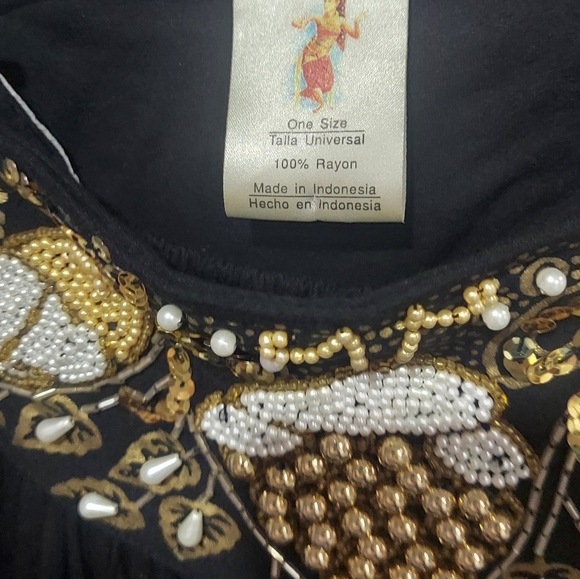 One Size
Talla Universal
100% Rayon
Made in Indonesia
Hecho en Indonesia